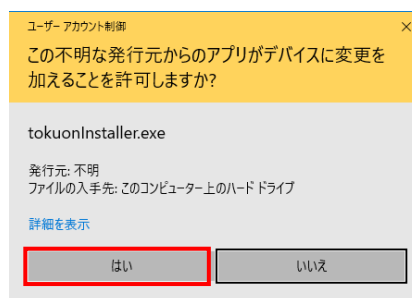 ユーザー アカウント制御
×
この不明な発行元からのアプリがデバイスに変更を
加えることを許可しますか?
tokuonInstaller.exe
発行元: 不明
ファイルの入手先: このコンピューター上のハード ドライブ
詳細を表示
はい
いいえ